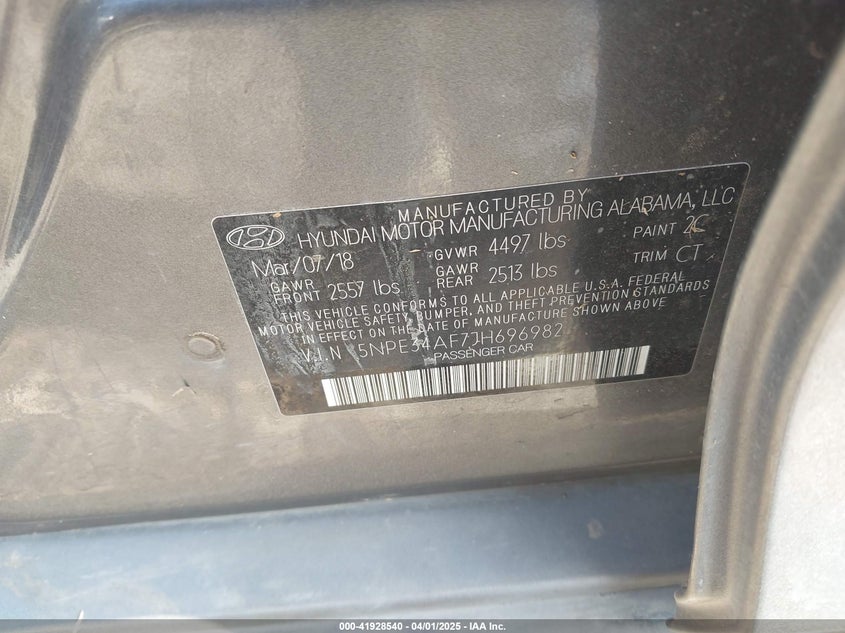 MANUFACTURED BY
HYUNDAI MOTOR MANUFACTURING ALABAMA, LLC
Mar/07/18 GVWR 4497 lbs PAINT 2C
GAWR FRONT 2557 lbs GAWR REAR 2513 lbs TRIM CT
THIS VEHICLE CONFORMS TO ALL APPLICABLE U.S.A. FEDERAL
MOTOR VEHICLE SAFETY, BUMPER, AND THEFT PREVENTION STANDARDS
IN EFFECT ON THE DATE OF MANUFACTURE SHOWN ABOVE
V.I.N 5NPE34AF7JH696982
PASSENGER CAR
000-41928540 - 04/01/2025 - IAA Inc.